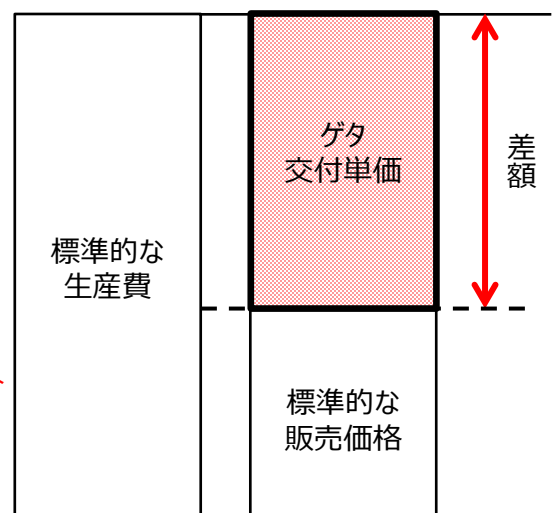 標準的な
生産費
ゲタ
交付単価
標準的な
販売価格
差額